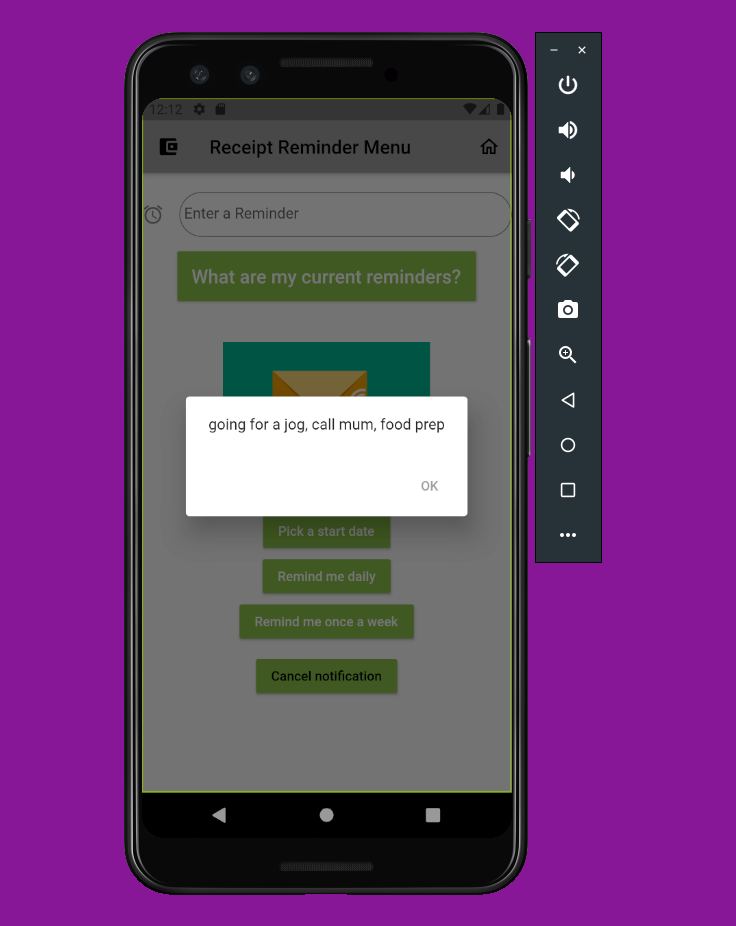 12:12
Receipt Reminder Menu
Enter a Reminder
What are my current reminders?
going for a jog, call mum, food prep
OK
Pick a start date
Remind me daily
Remind me once a week
Cancel notification